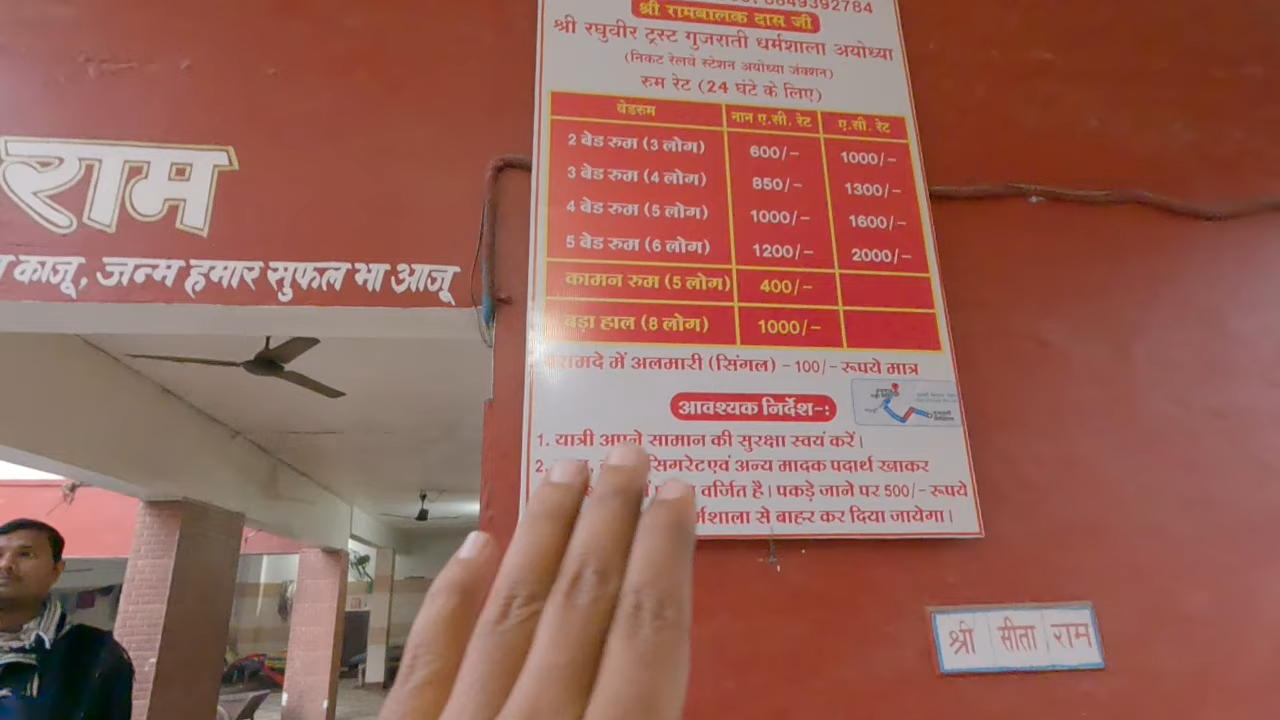 8849392784
श्री रामबालक दास जी
श्री रघुवीर ट्रस्ट गुजराती धर्मशाला अयोध्या
(निकट रेलवे स्टेशन अयोध्या जंक्शन)
रुम रेट (24 घंटे के लिए)
बेडरुम नान ए.सी. रेट ए.सी. रेट
2 बेड रुम (3 लोग) 600/- 1000/-
3 बेड रुम (4 लोग) 850/- 1300/-
4 बेड रुम (5 लोग) 1000/- 1600/-
5 बेड रुम (6 लोग) 1200/- 2000/-
कामन रुम (5 लोग) 400/-
बड़ा हाल (8 लोग) 1000/-
में अलमारी (सिंगल) - 100/- रूपये मात्र
आवश्यक निर्देश-:
1. यात्री अपने सामान की सुरक्षा स्वयं करें।
2. सिगरेट एवं अन्य मादक पदार्थ खाकर
वर्जित है। पकड़े जाने पर 500/- रूपये
से बाहर कर दिया जायेगा।
राम
काजू, जन्म हमार सुफल भा आजू
श्री सीता राम